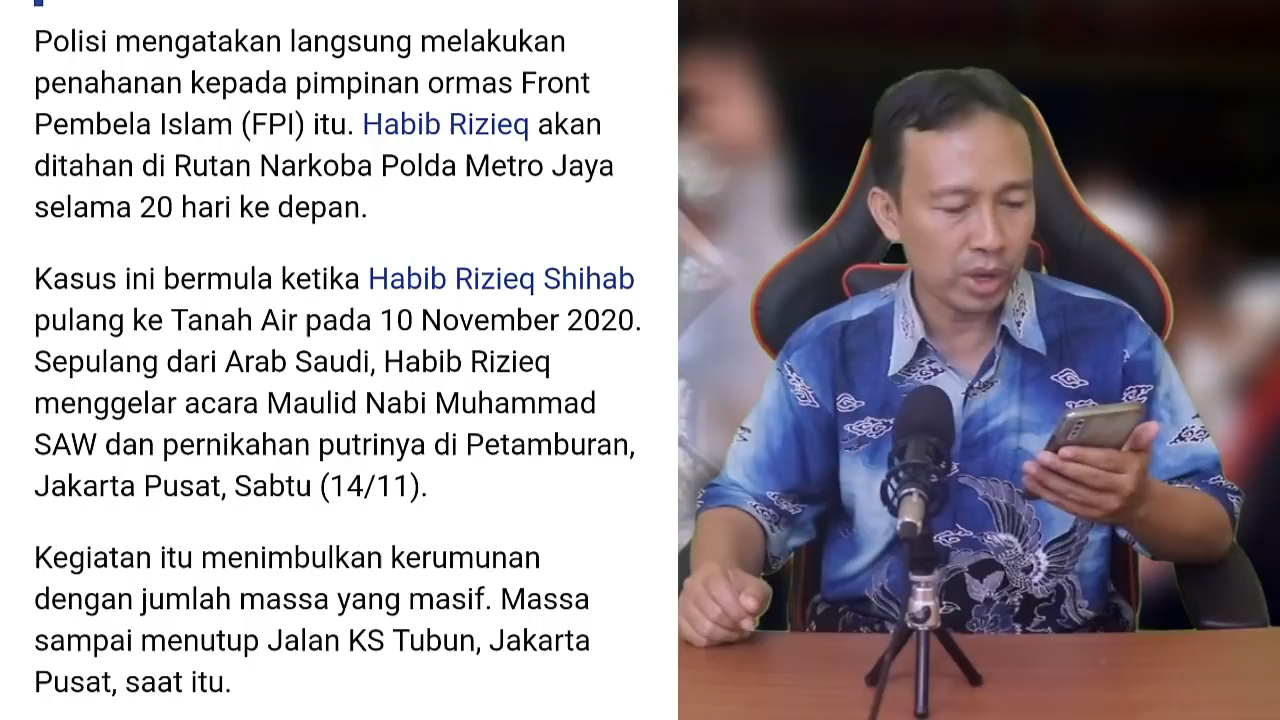 Polisi mengatakan langsung melakukan
penahanan kepada pimpinan ormas Front
Pembela Islam (FPI) itu. Habib Rizieq akan
ditahan di Rutan Narkoba Polda Metro Jaya
selama 20 hari ke depan.
Kasus ini bermula ketika Habib Rizieq Shihab
pulang ke Tanah Air pada 10 November 2020.
Sepulang dari Arab Saudi, Habib Rizieq
menggelar acara Maulid Nabi Muhammad
SAW dan pernikahan putrinya di Petamburan,
Jakarta Pusat, Sabtu (14/11).
Kegiatan itu menimbulkan kerumunan
dengan jumlah massa yang masif. Massa
sampai menutup Jalan KS Tubun, Jakarta
Pusat, saat itu.